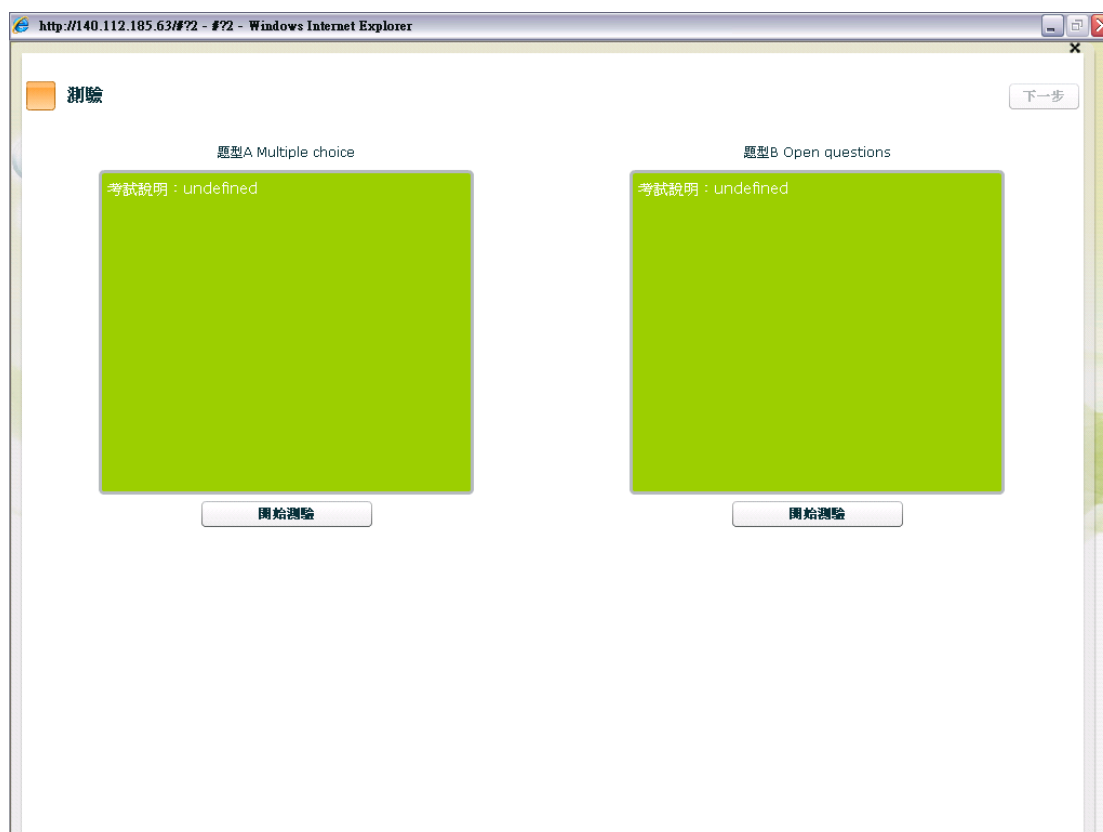 http://140.112.185.63/#?2 - #?2 - Windows Internet Explorer
測驗
下一步
題型A Multiple choice
考試說明：undefined
開始測驗
題型B Open questions
考試說明：undefined
開始測驗